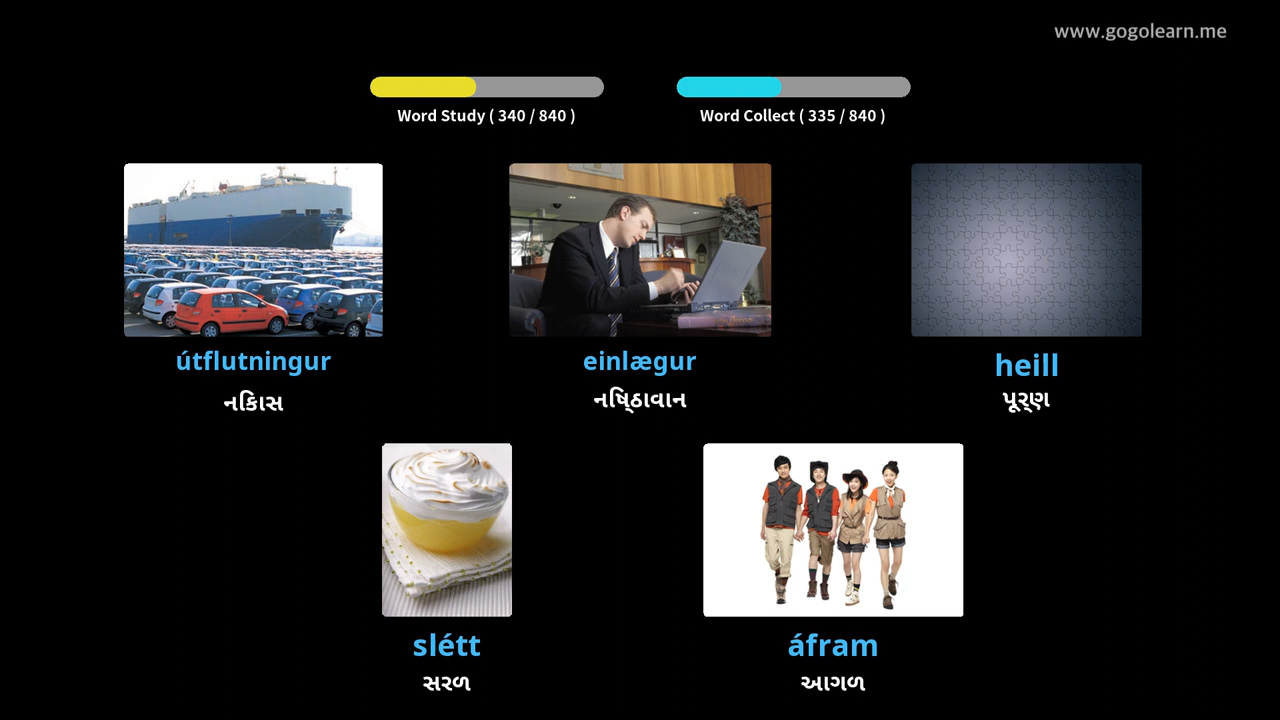 www.gogolearn.me
Word Study ( 340 / 840 )
Word Collect ( 335 / 840 )
útflutningur
નિકાસ
einlægur
નિષ્ઠાવાન
heill
પૂર્ણ
slétt
સરળ
áfram
આગળ